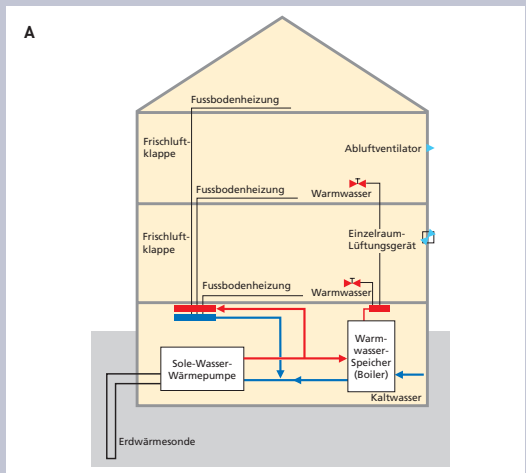 A
Fussbodenheizung
Frischluft-
klappe
Abluftventilator
Fussbodenheizung
Warmwasser
Frischluft-
klappe
Einzelraum-
Lüftungsgerät
Fussbodenheizung
Warmwasser
Sole-Wasser-
Wärmepumpe
Warm-
wasser-
Speicher
(Boiler)
Kaltwasser
Erdwärmesonde